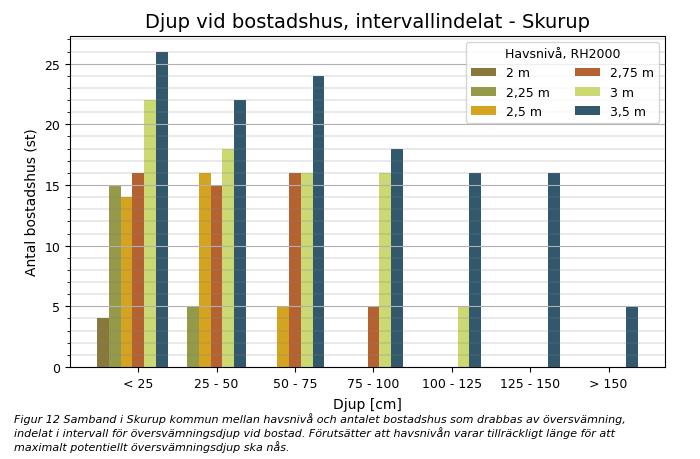 Djup vid bostadshus, intervallindelat - Skurup
Havsnivå, RH2000
2 m
2,25 m
2,5 m
2,75 m
3 m
3,5 m
Antal bostadshus (st)
25
20
15
10
5
0
< 25
25 - 50
50 - 75
75 - 100
100 - 125
125 - 150
> 150
Djup [cm]
Figur 12 Samband i Skurup kommun mellan havsnivå och antalet bostadshus som drabbas av översvämning,
indelat i intervall för översvämningsdjup vid bostad. Förutsätter att havsnivån varar tillräckligt länge för att
maximalt potentiellt översvämningsdjup ska nås.